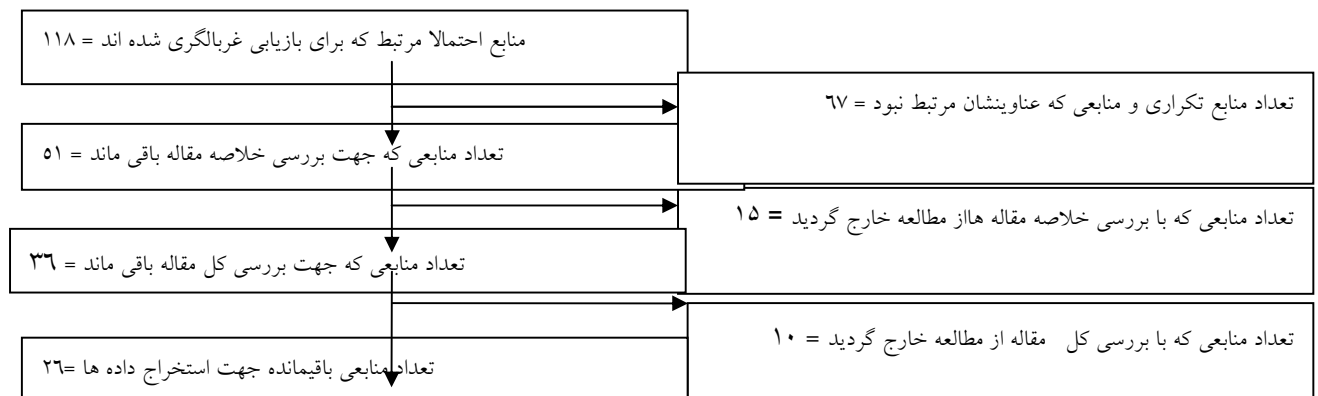 منابع احتمالا مرتبط که برای بازیابی غربالگری شده اند = ۱۱۸
تعداد منابع تکراری و منابعی که عناوینشان مرتبط نبود = ٦٧
تعداد منابعی که جهت بررسی خلاصه مقاله باقی ماند = ٥١
تعداد منابعی که با بررسی خلاصه مقاله هااز مطالعه خارج گردید = ۱۵
تعداد منابعی که جهت بررسی کل مقاله باقی ماند = ٣٦
تعداد منابعی که با بررسی کل مقاله از مطالعه خارج گردید = ۱۰
تعداد منابعی باقیمانده جهت استخراج داده ها =٢٦